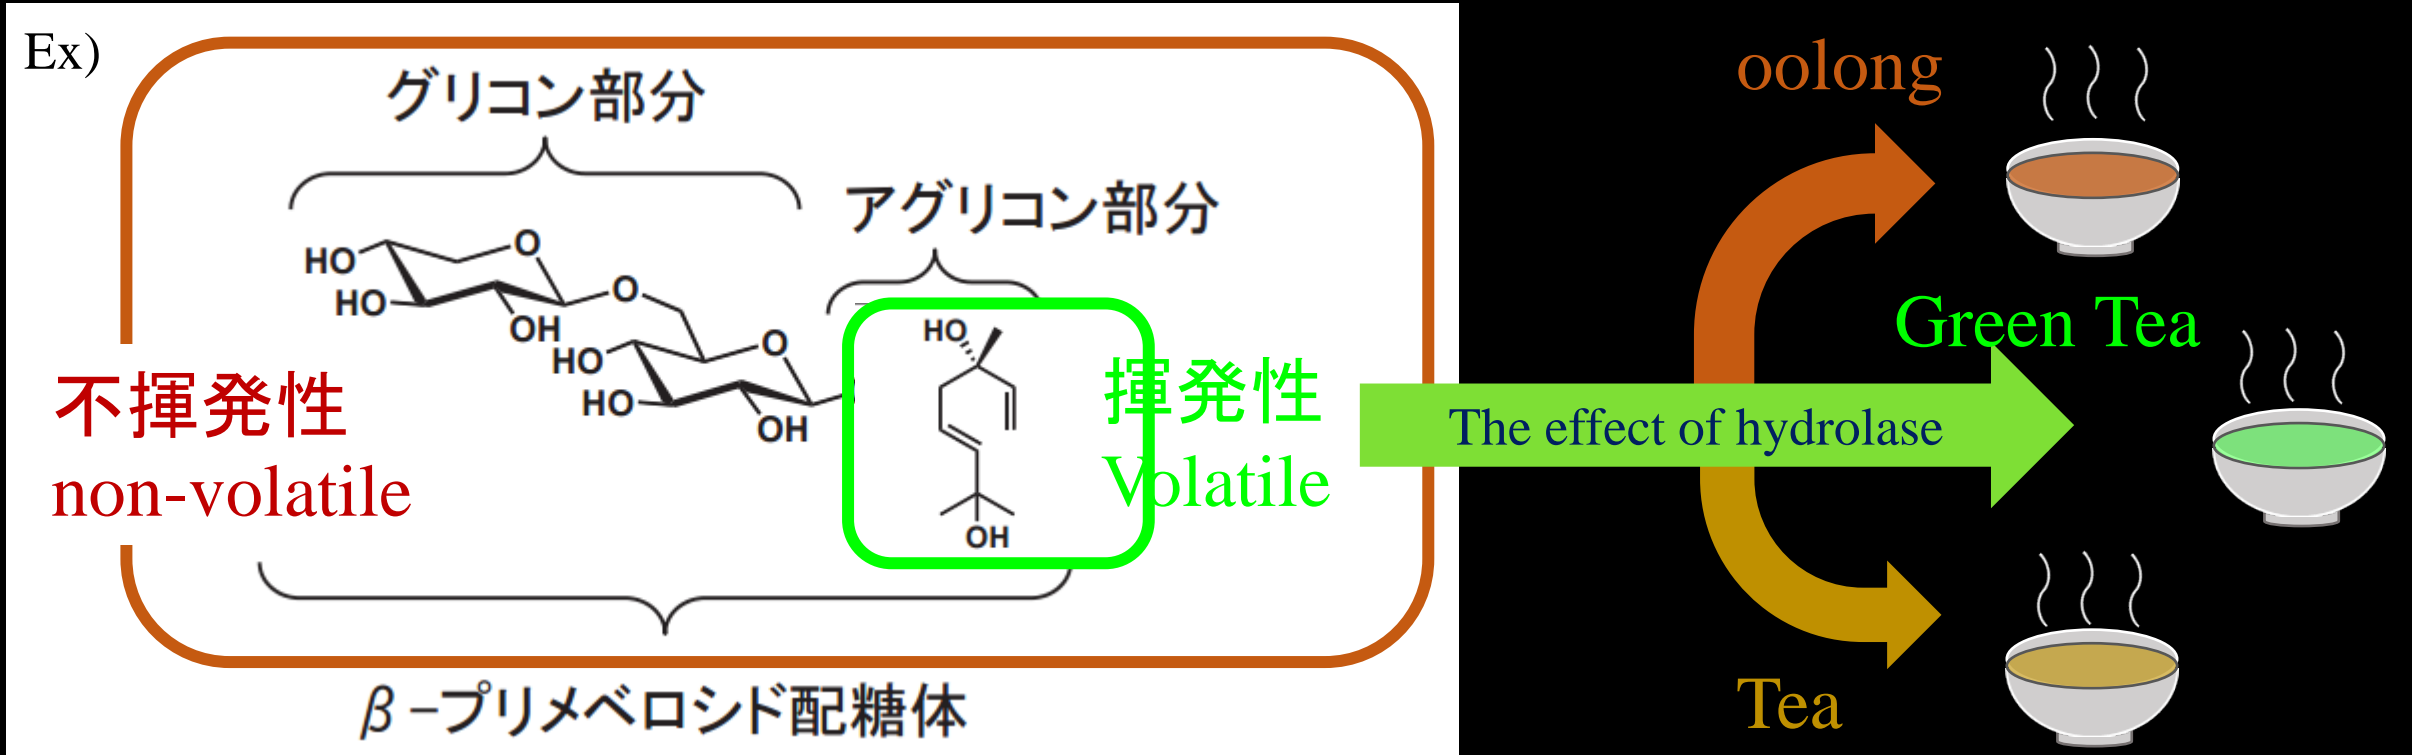 Ex)
グリコン部分
アグリコン部分
HO
O
HO
OH
O
HO
O
HO
OH
HO
OH
不揮発性
non-volatile
揮発性
Volatile
β-プリメベロシド配糖体
The effect of hydrolase
oolong
Green Tea
Tea